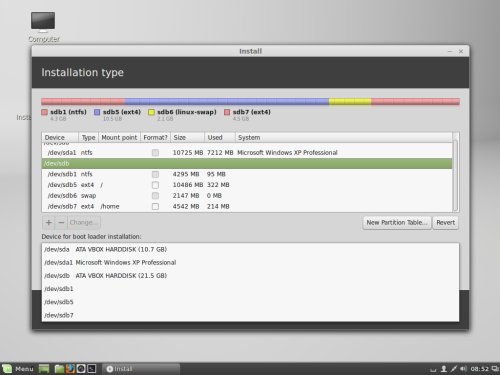 Computer
Install
Installation type
sdb1 (ntfs) sdb5 (ext4) sdb6 (linux-swap) sdb7 (ext4)
4.3 GB 10.5 GB 2.1 GB 4.5 GB
Device Type Mount point Format? Size Used System
/dev/sda1 ntfs 10725 MB 7212 MB Microsoft Windows XP Professional
/dev/sdb
/dev/sdb1 ntfs 4295 MB 95 MB
/dev/sdb5 ext4 / 10486 MB 322 MB
/dev/sdb6 swap 2147 MB 0 MB
/dev/sdb7 ext4 /home 4542 MB 214 MB
+ − Change... New Partition Table... Revert
Device for boot loader installation:
/dev/sda ATA VBOX HARDDISK (10.7 GB)
/dev/sda1 Microsoft Windows XP Professional
/dev/sdb ATA VBOX HARDDISK (21.5 GB)
/dev/sdb1
/dev/sdb5
/dev/sdb7
Menu Install 08:52